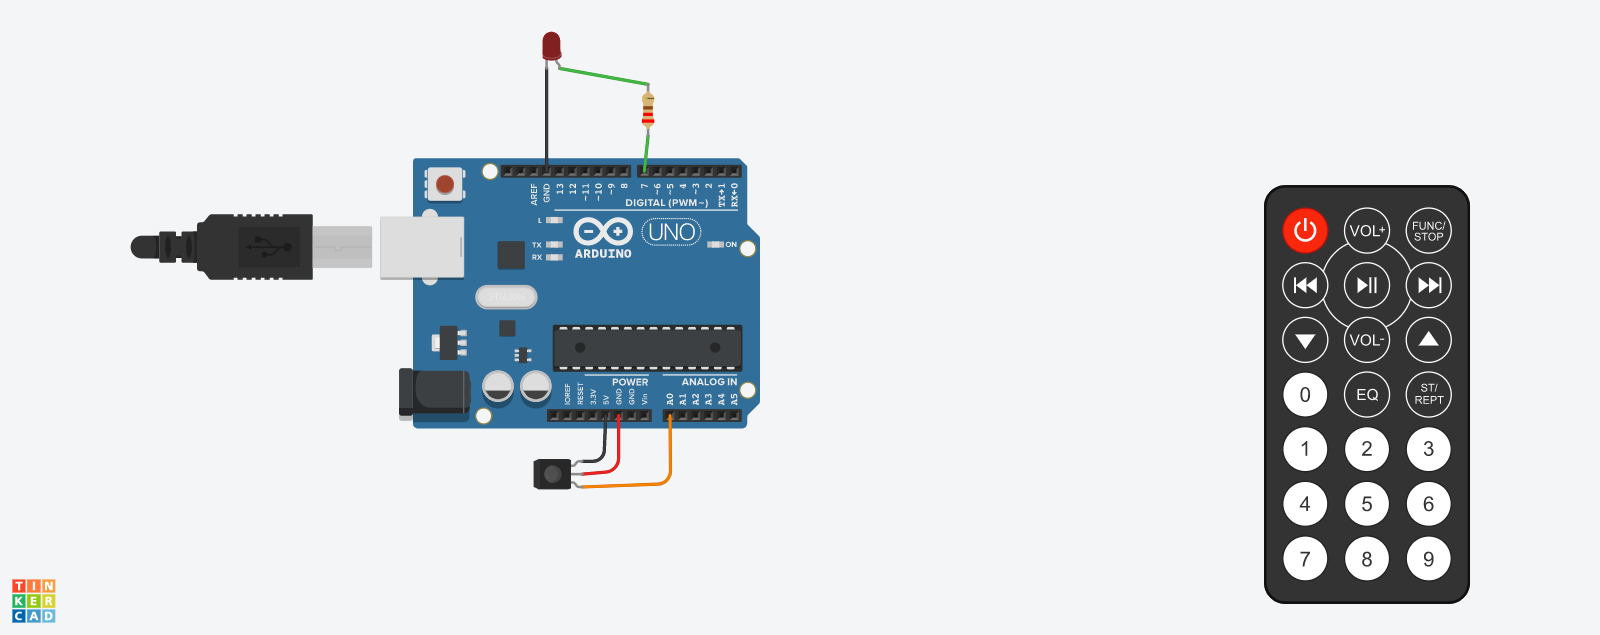 AREF
GND
13
12
~11
~10
~9
8
7
~6
~5
4
~3
2
TX→1
RX←0
DIGITAL (PWM~)
L
TX
RX
ON
UNO
ARDUINO
POWER
ANALOG IN
IOREF
RESET
3.3V
5V
GND
GND
Vin
A0
A1
A2
A3
A4
A5
VOL+
FUNC/
STOP
VOL-
0
EQ
ST/
REPT
1
2
3
4
5
6
7
8
9
TIN
KER
CAD